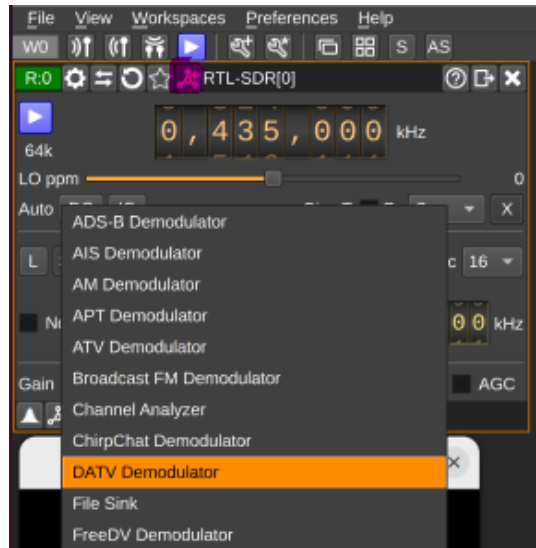 File View Workspaces Preferences Help
W0 S AS
R:0 RTL-SDR[0]
0,435,000 kHz
64k
LO ppm 0
Auto X
ADS-B Demodulator
AIS Demodulator
L c 16
AM Demodulator
APT Demodulator
00 kHz
ATV Demodulator
Broadcast FM Demodulator
Gain AGC
Channel Analyzer
ChirpChat Demodulator
DATV Demodulator
File Sink
FreeDV Demodulator